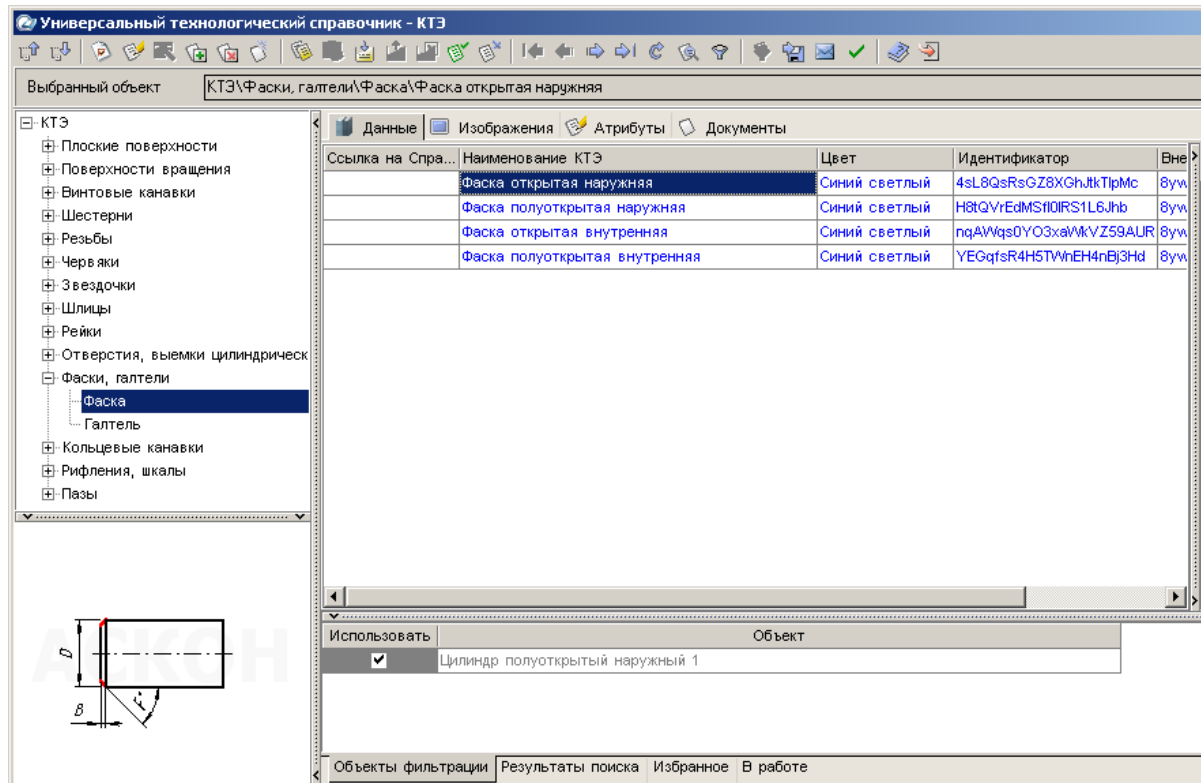 Универсальный технологический справочник - КТЭ
Выбранный объект КТЭ\Фаски, галтели\Фаска\Фаска открытая наружняя
КТЭ
Плоские поверхности
Поверхности вращения
Винтовые канавки
Шестерни
Резьбы
Червяки
Звездочки
Шлицы
Рейки
Отверстия, выемки цилиндрическ
Фаски, галтели
Фаска
Галтель
Кольцевые канавки
Рифления, шкалы
Пазы
Данные Изображения Атрибуты Документы
Ссылка на Спра... Наименование КТЭ Цвет Идентификатор Вне
Фаска открытая наружняя Синий светлый 4sL8QsRsGZ8XGhJtkTlpMc 8yw
Фаска полуоткрытая наружняя Синий светлый 8yw
Фаска открытая внутренняя Синий светлый nqAWqs0YO3xaWkVZ59AUR 8yw
Фаска полуоткрытая внутренняя Синий светлый YEGqfsR4H5TWnEH4nBj3Hd 8yw
АСКОН
D
B
F°
Использовать Объект
Цилиндр полуоткрытый наружный 1
Объекты фильтрации Результаты поиска Избранное В работе